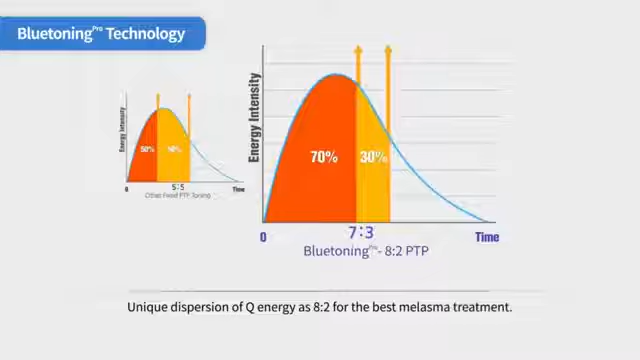 Bluetoning Pro Technology
Energy Intensity
50%
50%
0
5:5
Time
Other Fixed PTP Toning
Energy Intensity
70%
30%
0
7:3
Time
Bluetoning Pro - 8:2 PTP
Unique dispersion of Q energy as 8:2 for the best melasma treatment.